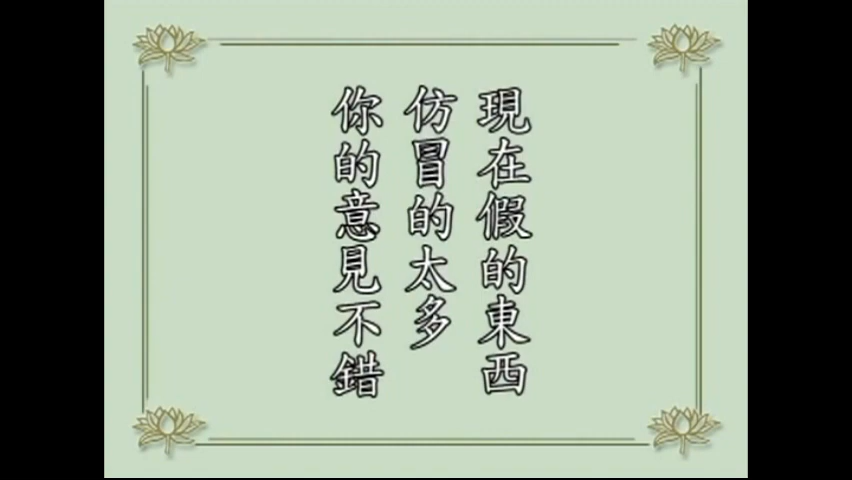 現在假的東西
仿冒的太多
你的意見不錯